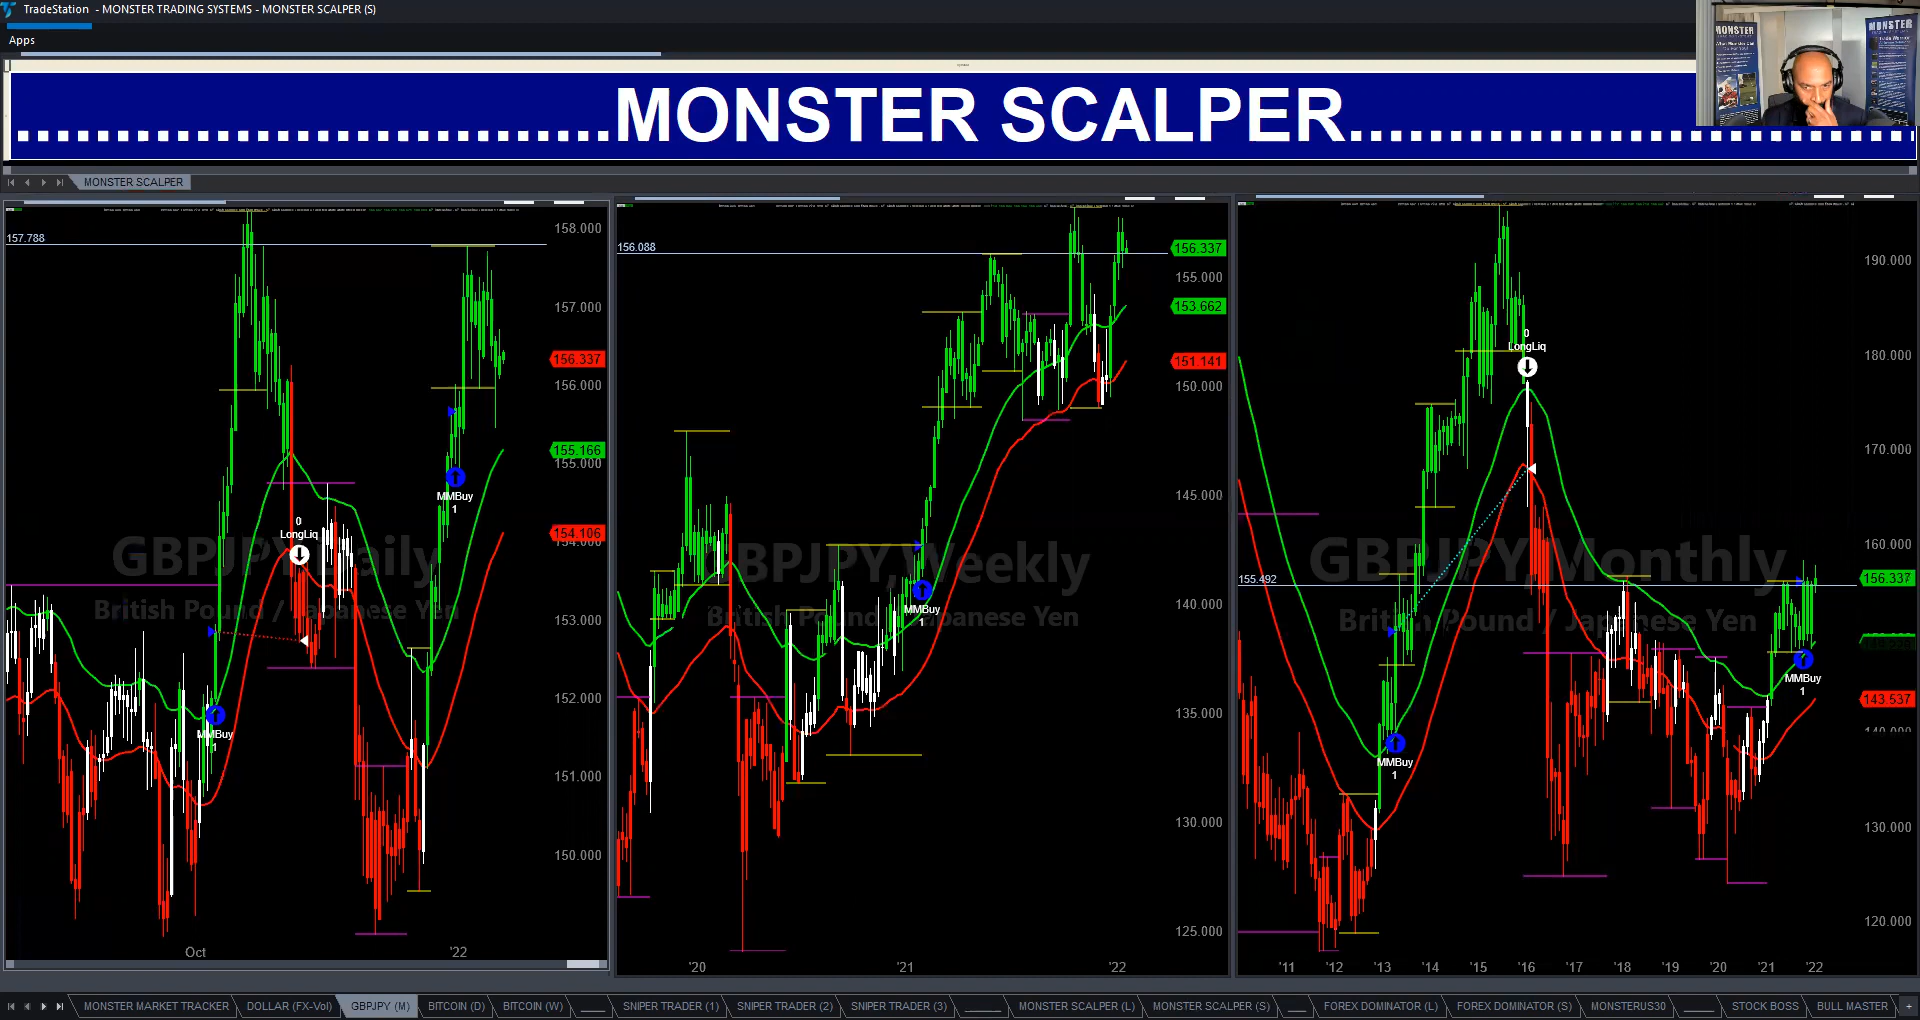 TradeStation - MONSTER TRADING SYSTEMS - MONSTER SCALPER (S)
Apps
MONSTER
MONSTER
MONSTER SCALPER
MONSTER SCALPER
157.788
158.000
157.000
156.337
156.000
155.166
155.000
154.106
154.000
153.000
152.000
151.000
150.000
0
LongLiq
MMBuy
1
MMBuy
1
GBPJPY,Daily
British Pound / Japanese Yen
Oct
'22
156.088
156.337
155.000
153.662
151.141
150.000
145.000
140.000
135.000
130.000
125.000
MMBuy
1
GBPJPY,Weekly
British Pound / Japanese Yen
'20
'21
'22
190.000
180.000
170.000
160.000
156.337
143.537
140.000
130.000
120.000
0
LongLiq
155.492
GBPJPY,Monthly
British Pound / Japanese Yen
MMBuy
1
MMBuy
1
'11 '12 '13 '14 '15 '16 '17 '18 '19 '20 '21 '22
MONSTER MARKET TRACKER DOLLAR (FX-Vol) GBPJPY (M) BITCOIN (D) BITCOIN (W) SNIPER TRADER (1) SNIPER TRADER (2) SNIPER TRADER (3) MONSTER SCALPER (L) MONSTER SCALPER (S) FOREX DOMINATOR (L) FOREX DOMINATOR (S) MONSTERUS30 STOCK BOSS BULL MASTER